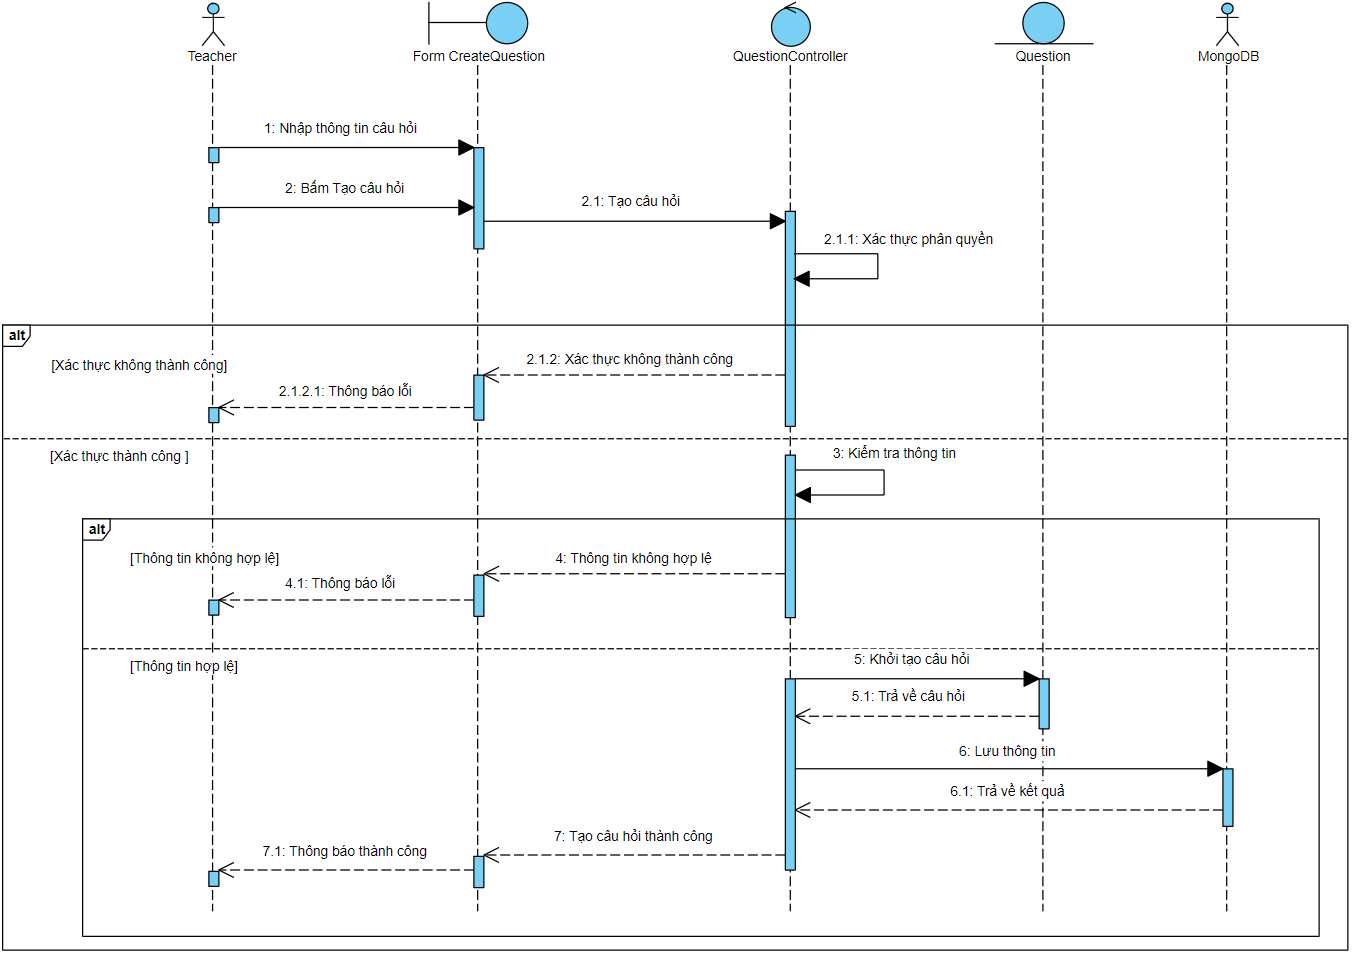 Teacher
Form CreateQuestion
QuestionController
Question
MongoDB
1: Nhập thông tin câu hỏi
2: Bấm Tạo câu hỏi
2.1: Tạo câu hỏi
2.1.1: Xác thực phân quyền
alt
[Xác thực không thành công]
2.1.2: Xác thực không thành công
2.1.2.1: Thông báo lỗi
[Xác thực thành công ]
3: Kiểm tra thông tin
alt
[Thông tin không hợp lệ]
4: Thông tin không hợp lệ
4.1: Thông báo lỗi
[Thông tin hợp lệ]
5: Khởi tạo câu hỏi
5.1: Trả về câu hỏi
6: Lưu thông tin
6.1: Trả về kết quả
7: Tạo câu hỏi thành công
7.1: Thông báo thành công